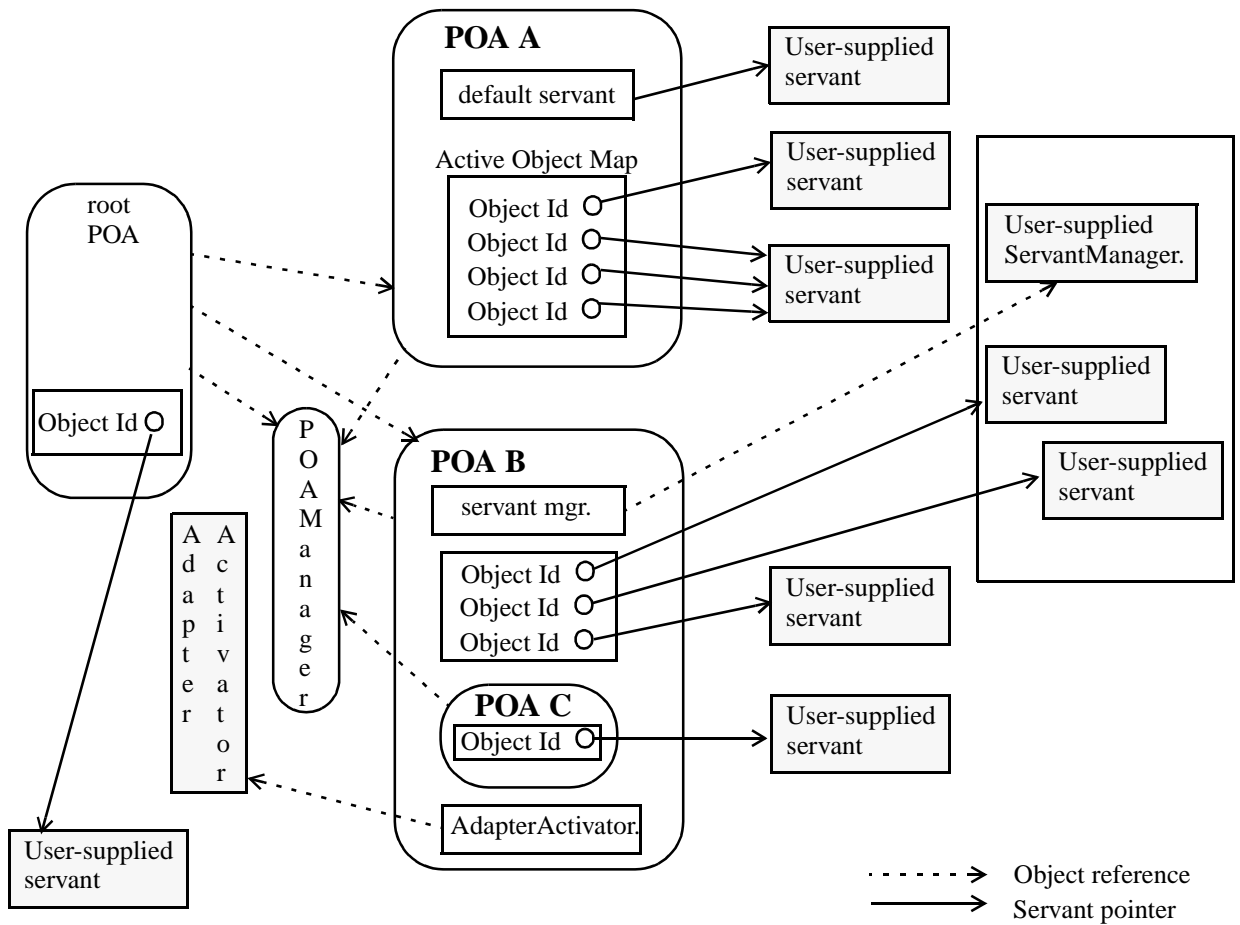 POA A
default servant
Active Object Map
Object Id
Object Id
Object Id
Object Id
User-supplied
servant
User-supplied
servant
User-supplied
servant
root
POA
Object Id
User-supplied
servant
POAManager
Adapter
Activator
POA B
servant mgr.
Object Id
Object Id
Object Id
POA C
Object Id
AdapterActivator.
User-supplied
ServantManager.
User-supplied
servant
User-supplied
servant
User-supplied
servant
User-supplied
servant
Object reference
Servant pointer